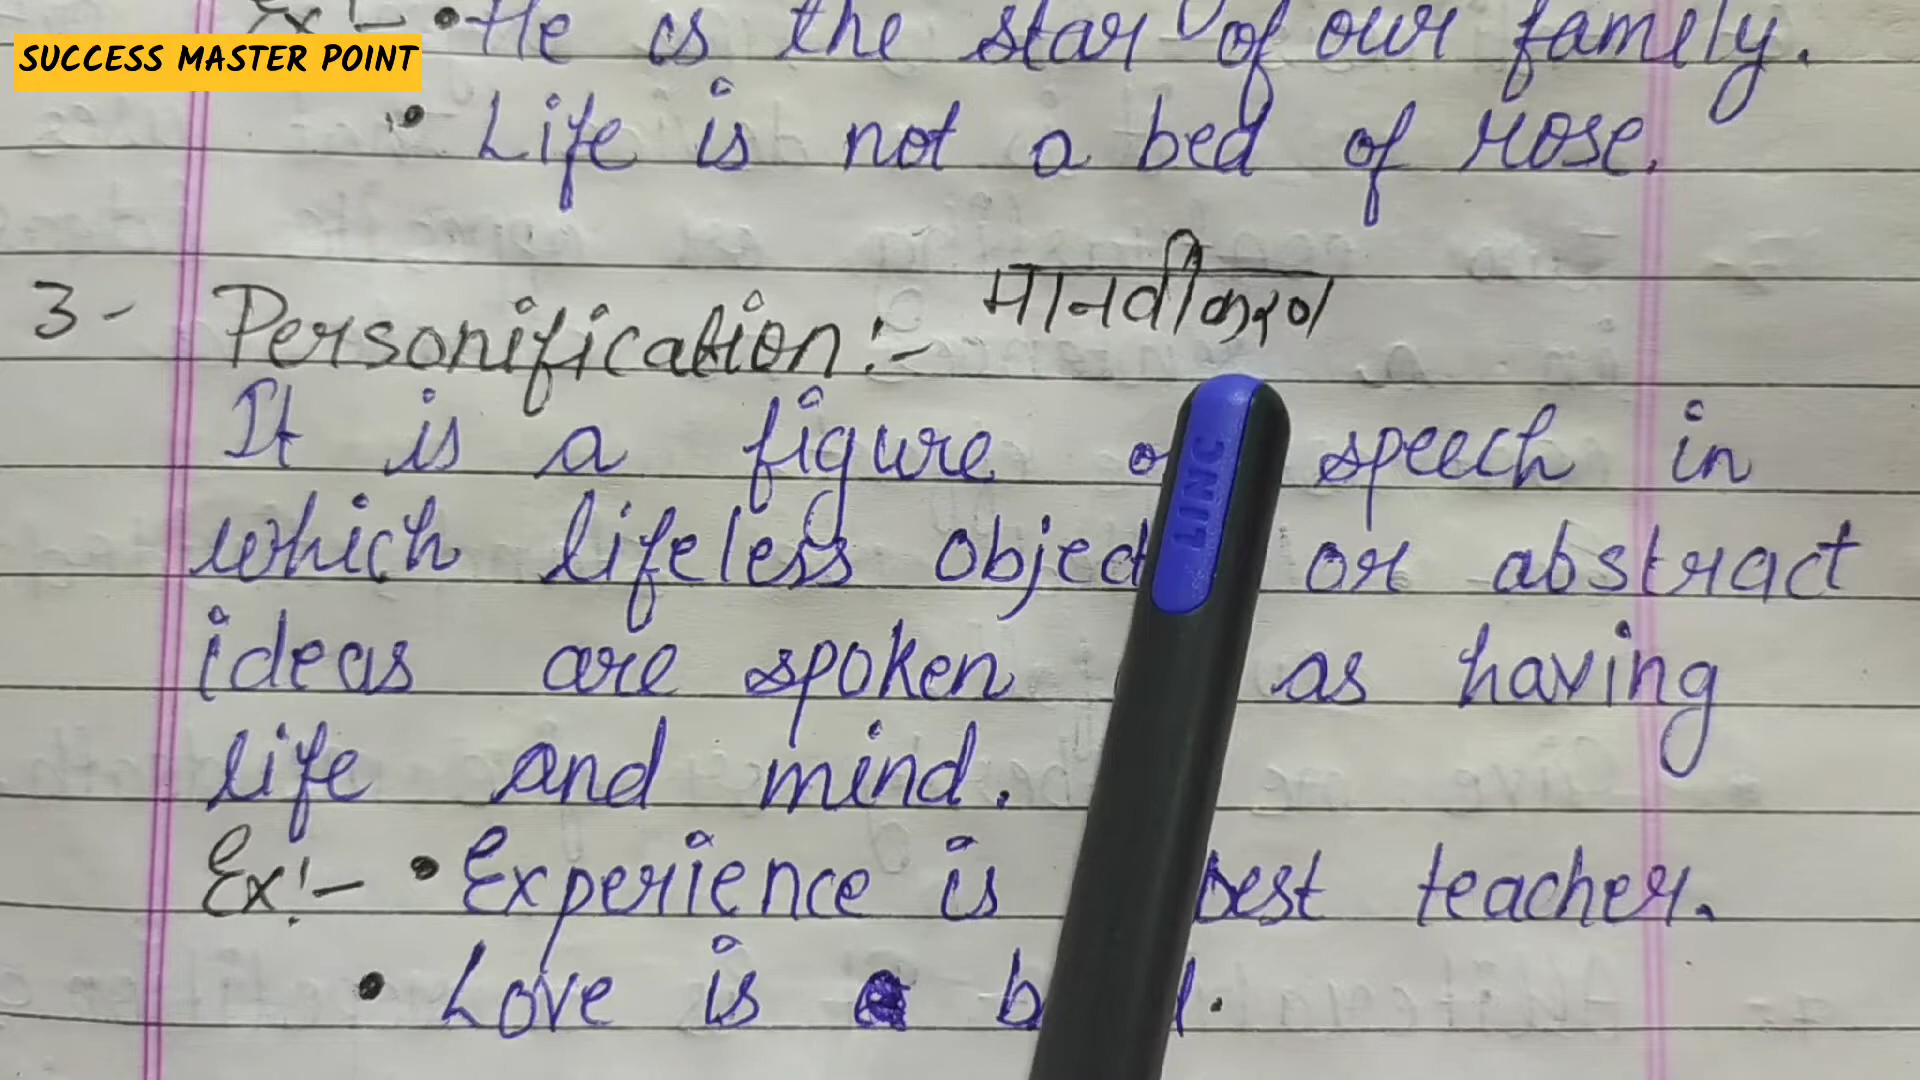 Ex!- • He is the star of our family.
SUCCESS MASTER POINT
• Life is not a bed of rose.
3- Personification:- मानवीकरण
It is a figure speech in
which lifeless object or abstract
ideas are spoken as having
life and mind.
Ex!- • Experience is best teacher.
• Love is